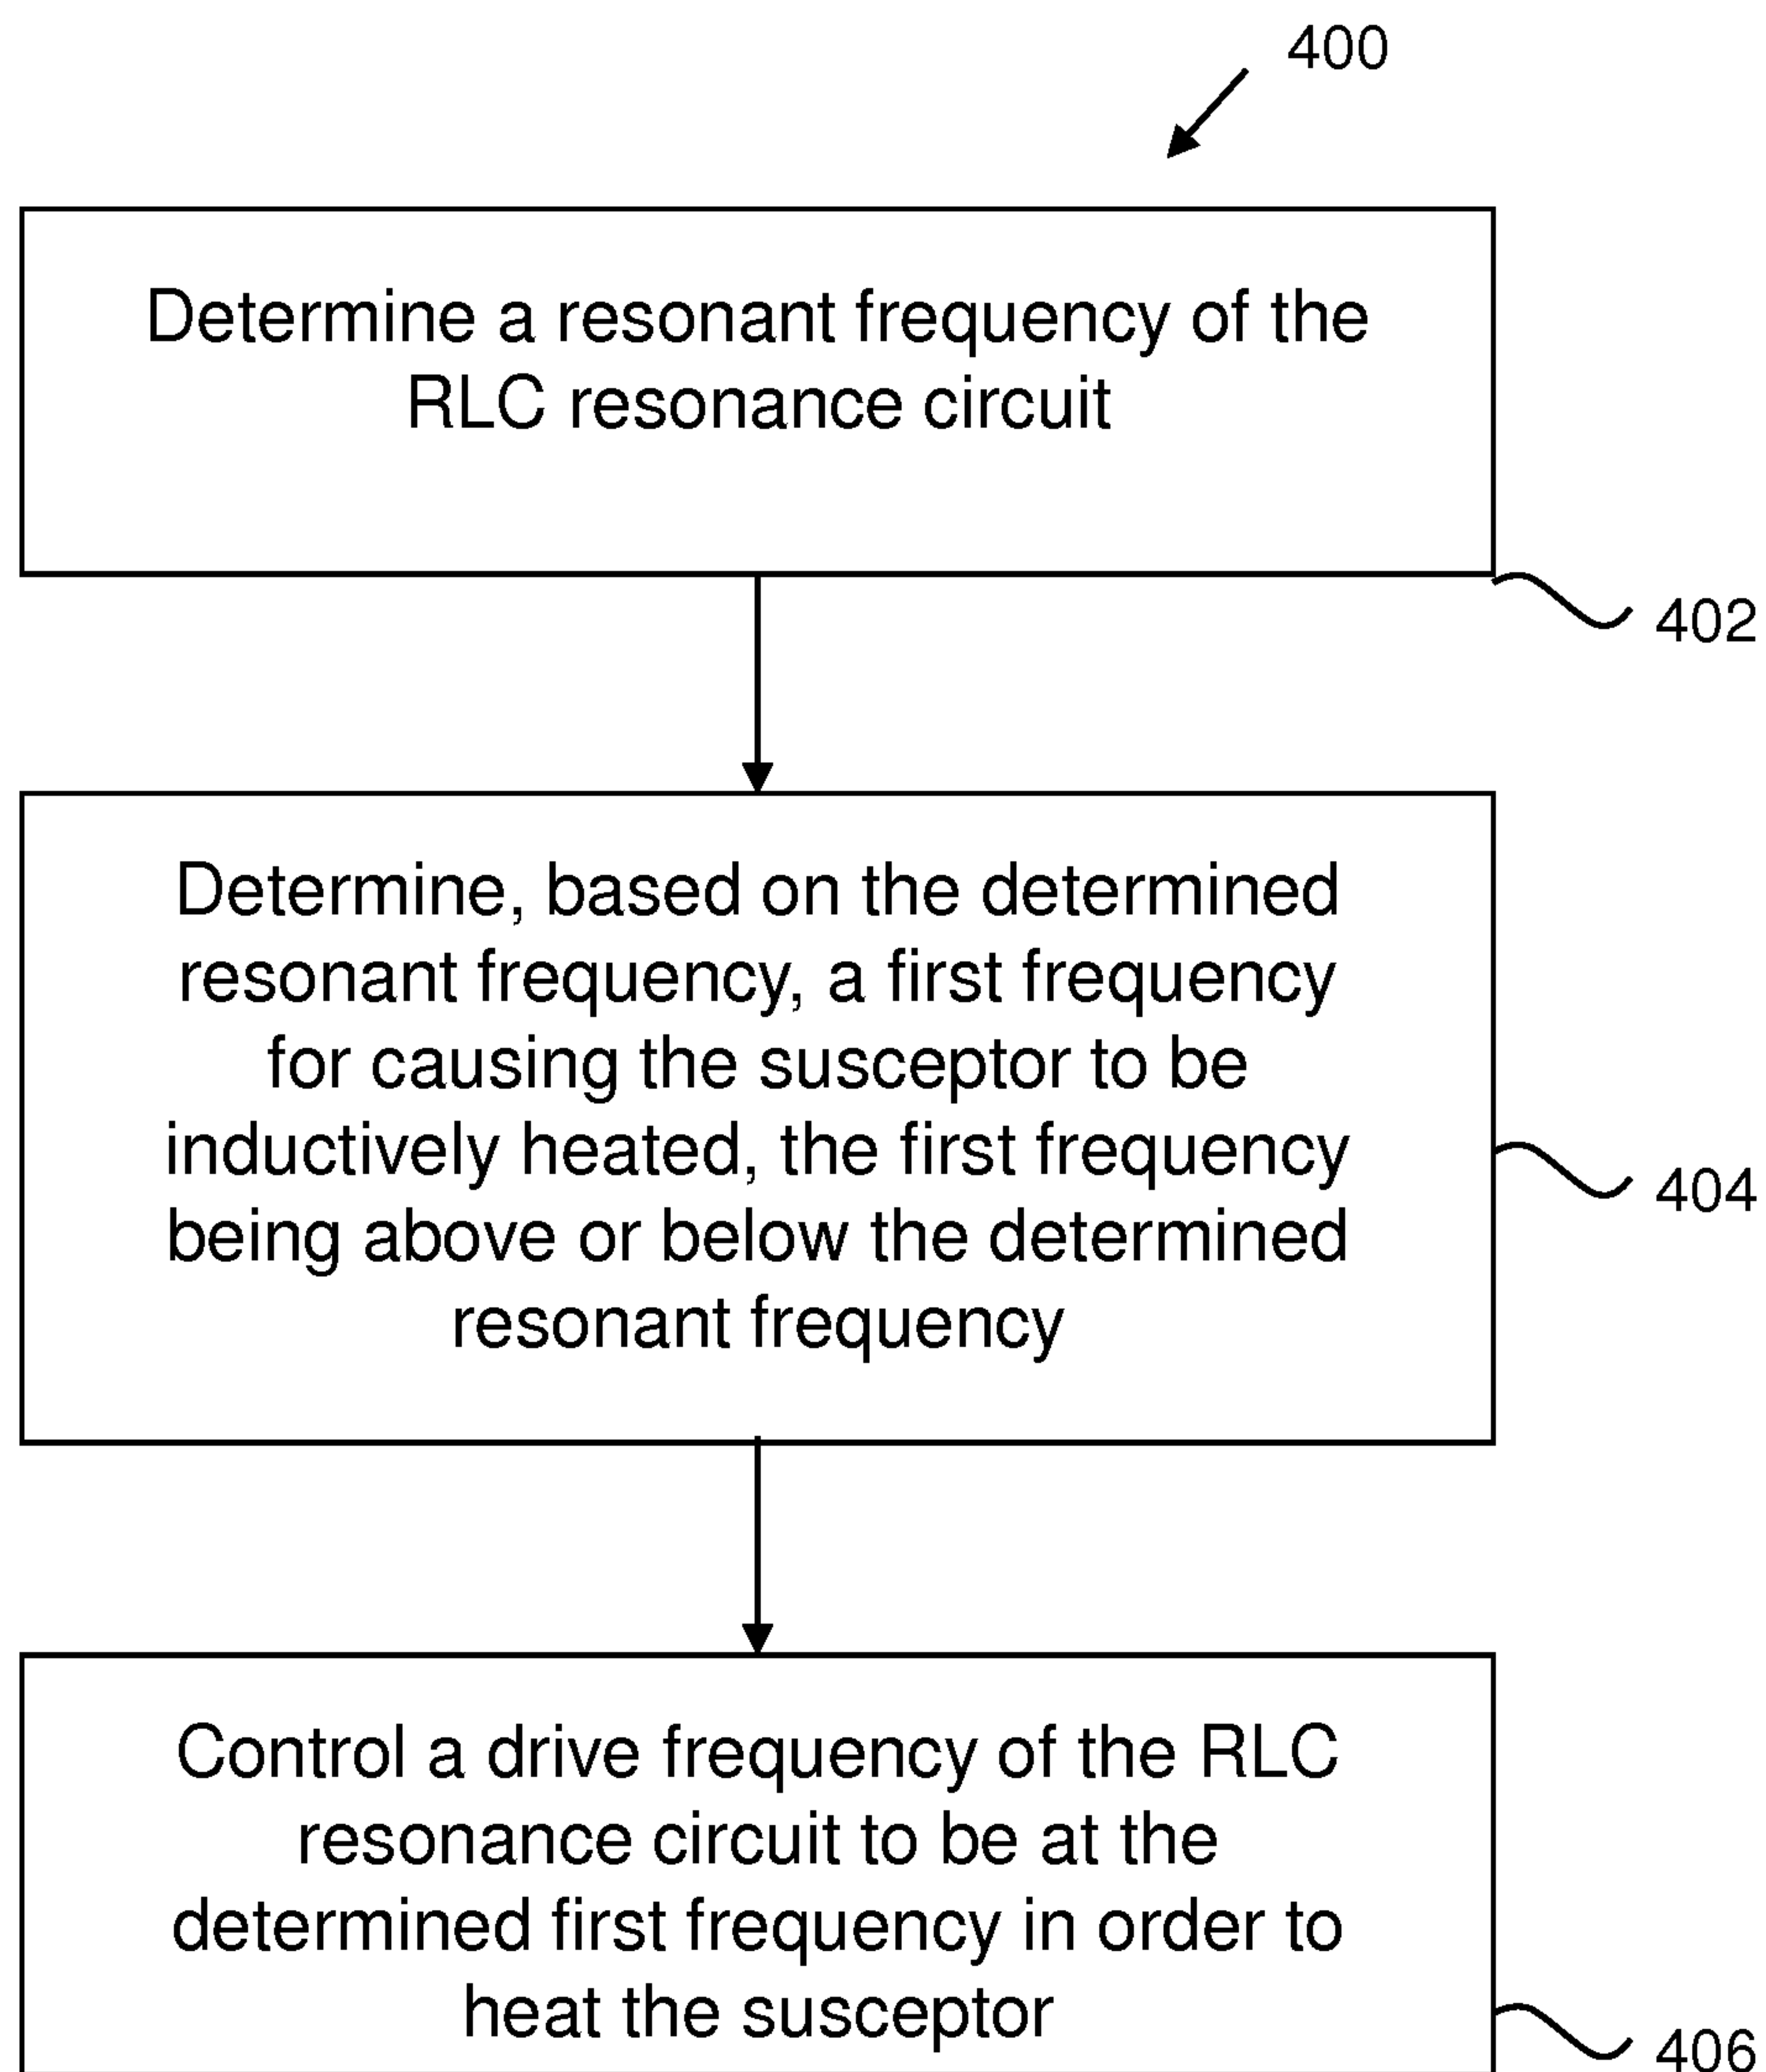 400
Determine a resonant frequency of the
RLC resonance circuit
402
Determine, based on the determined
resonant frequency, a first frequency
for causing the susceptor to be
inductively heated, the first frequency
being above or below the determined
resonant frequency
404
Control a drive frequency of the RLC
resonance circuit to be at the
determined first frequency in order to
heat the susceptor
406